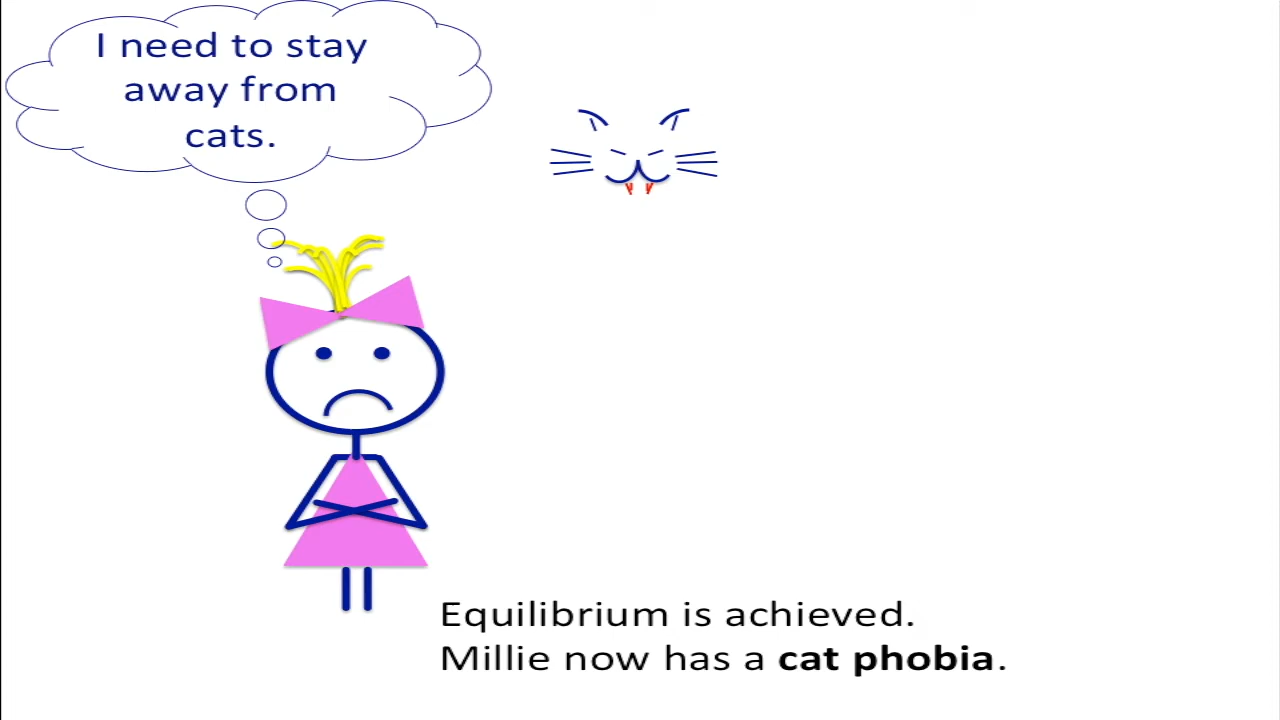 I need to stay
away from
cats.
Equilibrium is achieved.
Millie now has a cat phobia.